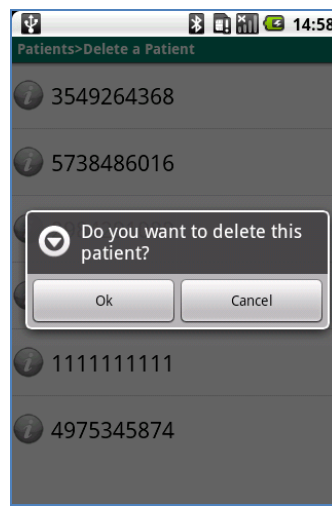 14:58
Patients>Delete a Patient
3549264368
5738486016
Do you want to delete this
patient?
Ok
Cancel
1111111111
4975345874